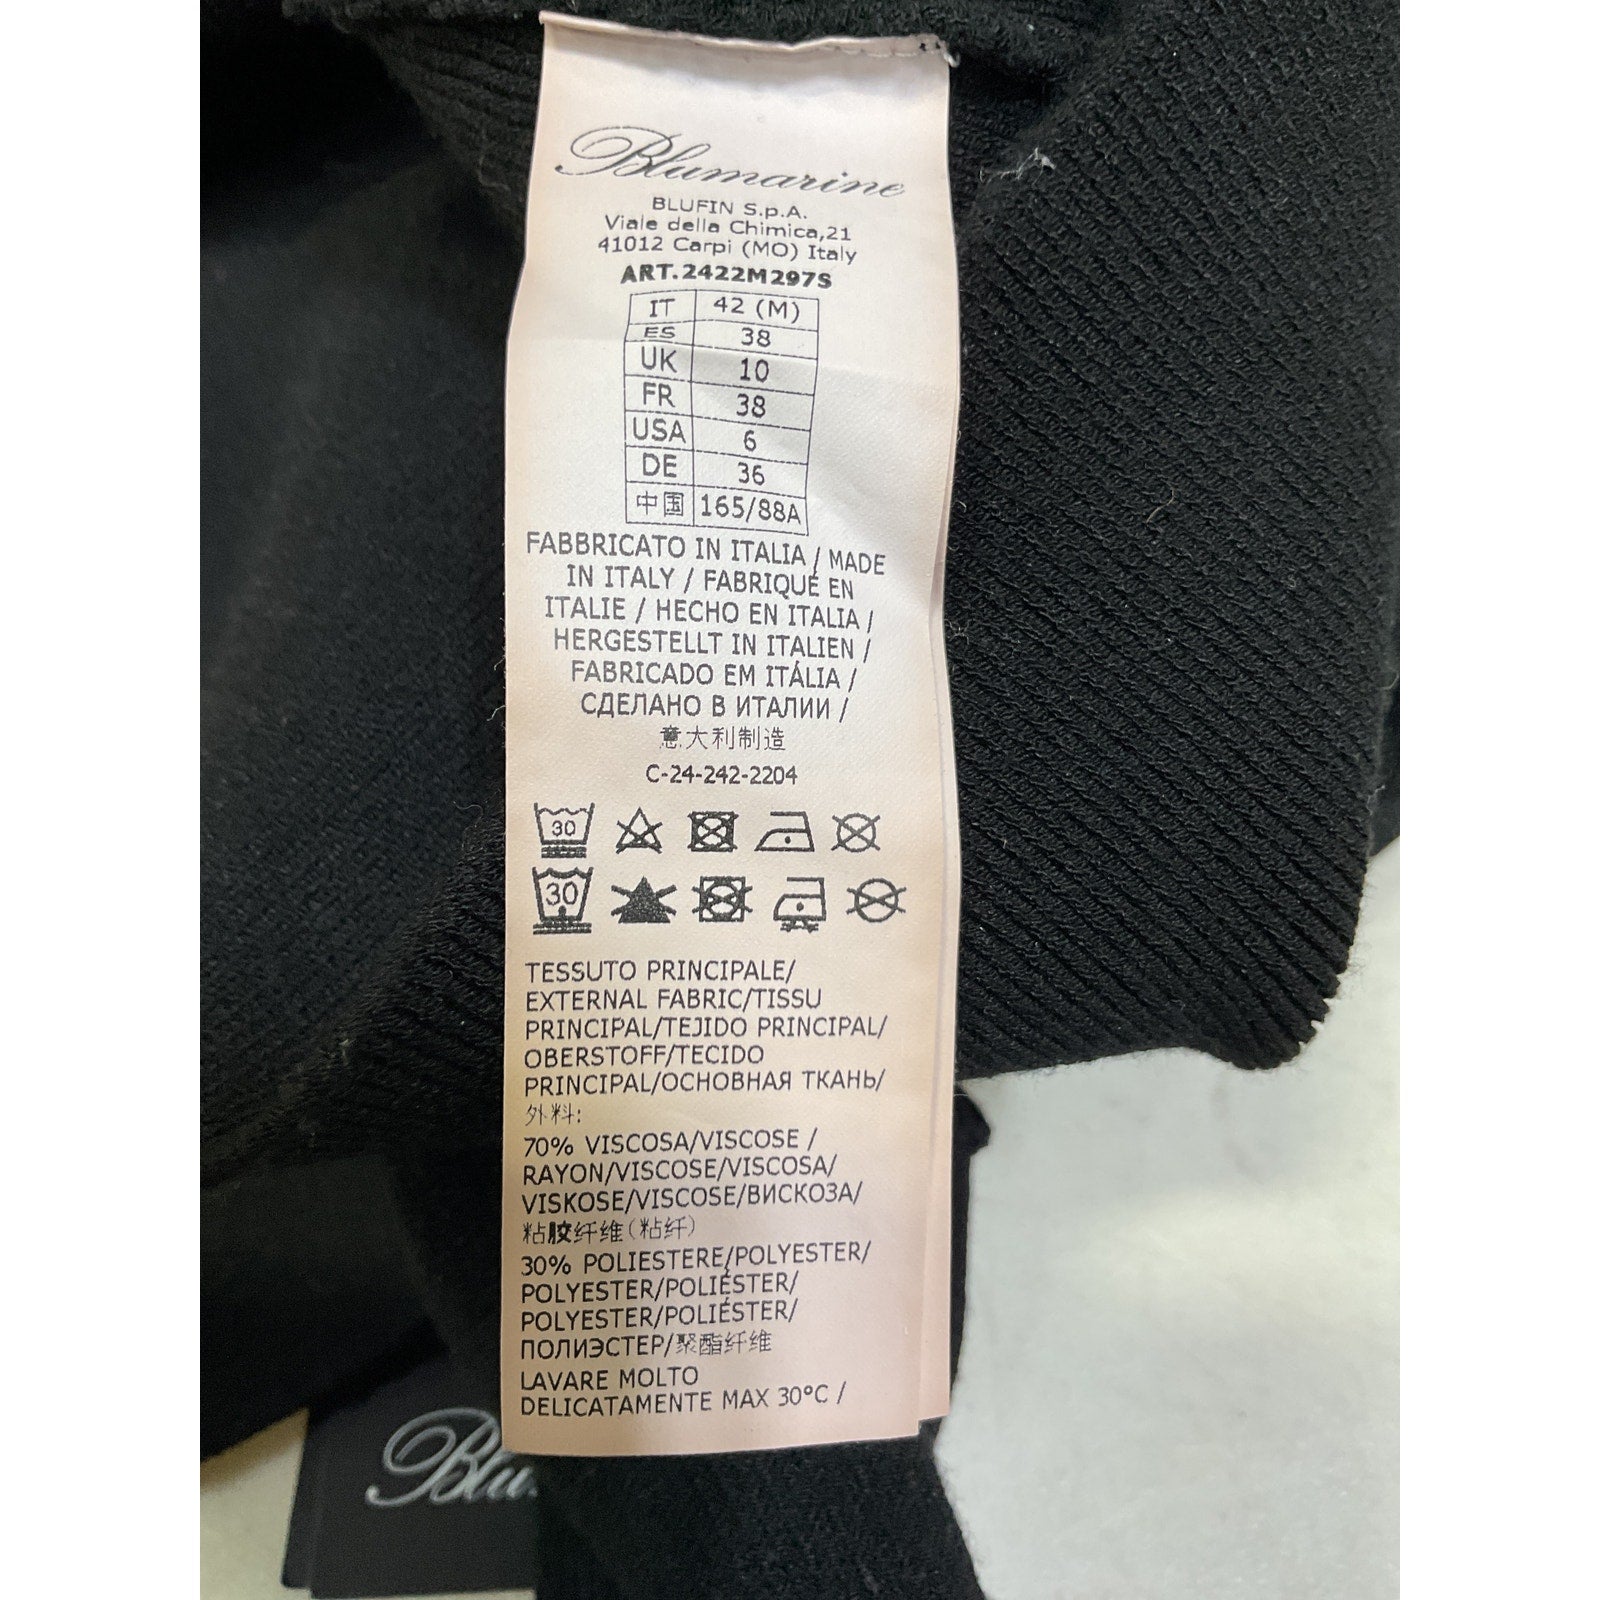 Blumarine
BLUFIN S.p.A.
Viale della Chimica,21
41012 Carpi (MO) Italy
ART.2422M297S
IT 42 (M)
ES 38
UK 10
FR 38
USA 6
DE 36
中国 165/88A
FABBRICATO IN ITALIA / MADE
IN ITALY / FABRIQUÉ EN
ITALIE / HECHO EN ITALIA /
HERGESTELLT IN ITALIEN /
FABRICADO EM ITÁLIA /
СДЕЛАНО В ИТАЛИИ /
意大利制造
C-24-242-2204
30
30
TESSUTO PRINCIPALE/
EXTERNAL FABRIC/TISSU
PRINCIPAL/TEJIDO PRINCIPAL/
OBERSTOFF/TECIDO
PRINCIPAL/ОСНОВНАЯ ТКАНЬ/
外料:
70% VISCOSA/VISCOSE /
RAYON/VISCOSE/VISCOSA/
VISKOSE/VISCOSE/ВИСКОЗА/
粘胶纤维(粘纤)
30% POLIESTERE/POLYESTER/
POLYESTER/POLIÉSTER/
POLYESTER/POLIÉSTER/
ПОЛИЭСТЕР/聚酯纤维
LAVARE MOLTO
DELICATAMENTE MAX 30°C /
Blu